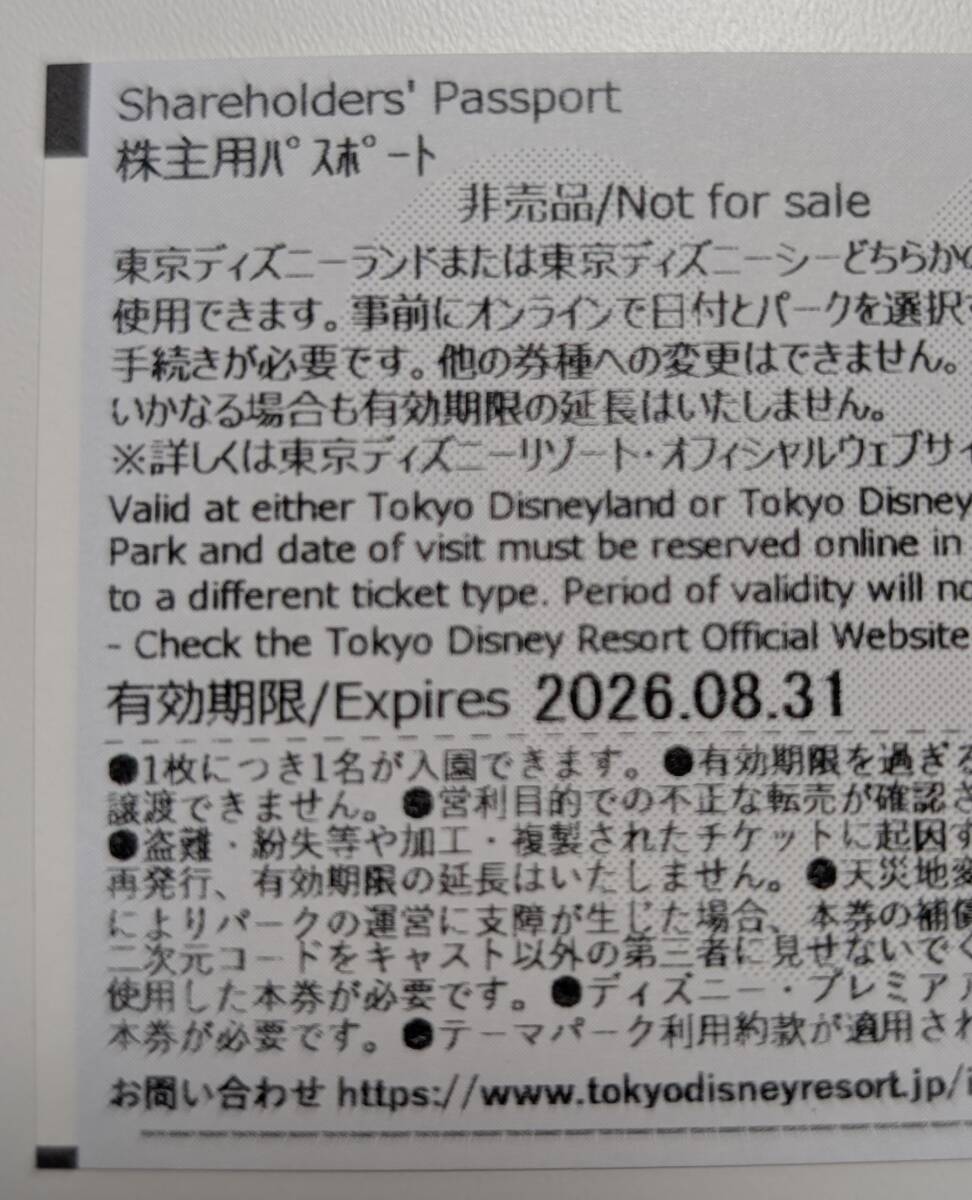 Shareholders' Passport
株主用ﾊﾟｽﾎﾟｰﾄ
非売品/Not for sale
東京ディズニーランドまたは東京ディズニーシーどちらか
使用できます。事前にオンラインで日付とパークを選択
手続きが必要です。他の券種への変更はできません。
いかなる場合も有効期限の延長はいたしません。
※詳しくは東京ディズニーリゾート・オフィシャルウェブサイ
Valid at either Tokyo Disneyland or Tokyo Disney
Park and date of visit must be reserved online in
to a different ticket type. Period of validity will
- Check the Tokyo Disney Resort Official Website
有効期限/Expires 2026.08.31
●1枚につき1名が入園できます。 ●有効期限を過ぎる
譲渡できません。 ●営利目的での不正な転売が確認さ
●盗難・紛失等や加工・複製されたチケットに起因す
再発行、有効期限の延長はいたしません。 ●天災地変
によりパークの運営に支障が生じた場合、本券の補償
二次元コードをキャスト以外の第三者に見せないでく
使用した本券が必要です。 ●ディズニー・プレミアア
本券が必要です。 ●テーマパーク利用約款が適用され
お問い合わせ https://www.tokyodisneyresort.jp/